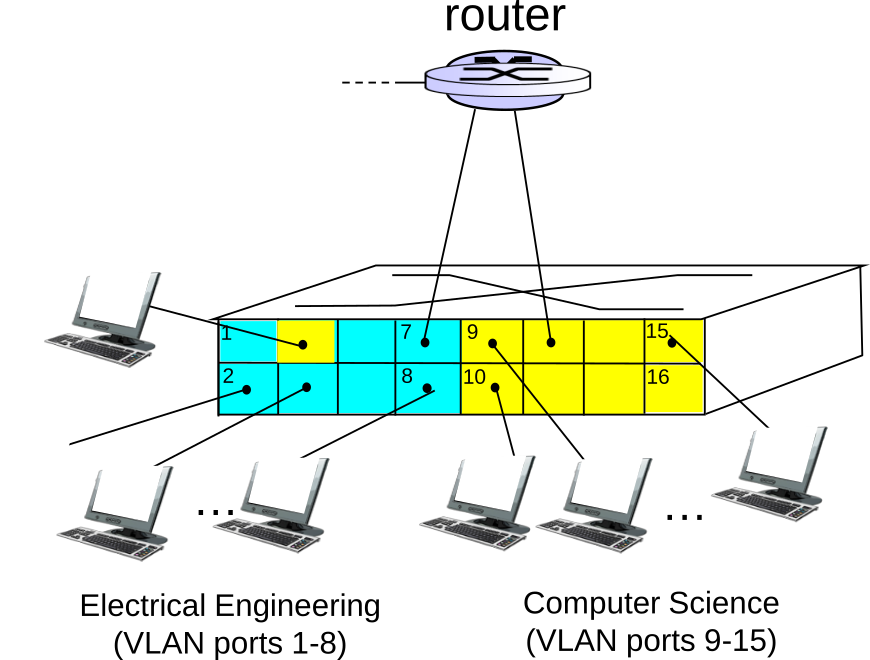 router
1 7 9 15
2 8 10 16
... ...
Electrical Engineering
(VLAN ports 1-8)
Computer Science
(VLAN ports 9-15)